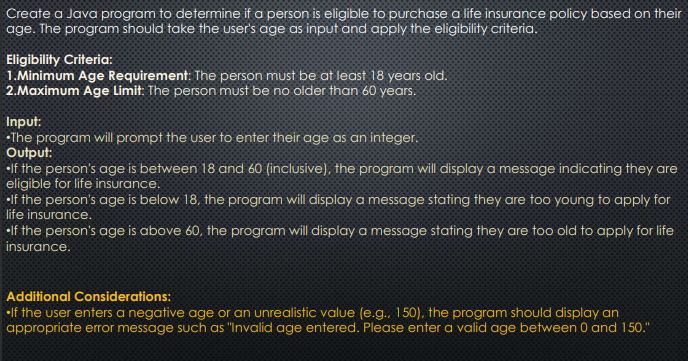 Create a Java program to determine if a person is eligible to purchase a life insurance policy based on their
age. The program should take the user's age as input and apply the eligibility criteria.
Eligibility Criteria:
1.Minimum Age Requirement: The person must be at least 18 years old.
2.Maximum Age Limit: The person must be no older than 60 years.
Input:
•The program will prompt the user to enter their age as an integer.
Output:
•If the person's age is between 18 and 60 (inclusive), the program will display a message indicating they are
eligible for life insurance.
•If the person's age is below 18, the program will display a message stating they are too young to apply for
life insurance.
•If the person's age is above 60, the program will display a message stating they are too old to apply for life
insurance.
Additional Considerations:
•If the user enters a negative age or an unrealistic value (e.g., 150), the program should display an
appropriate error message such as "Invalid age entered. Please enter a valid age between 0 and 150."